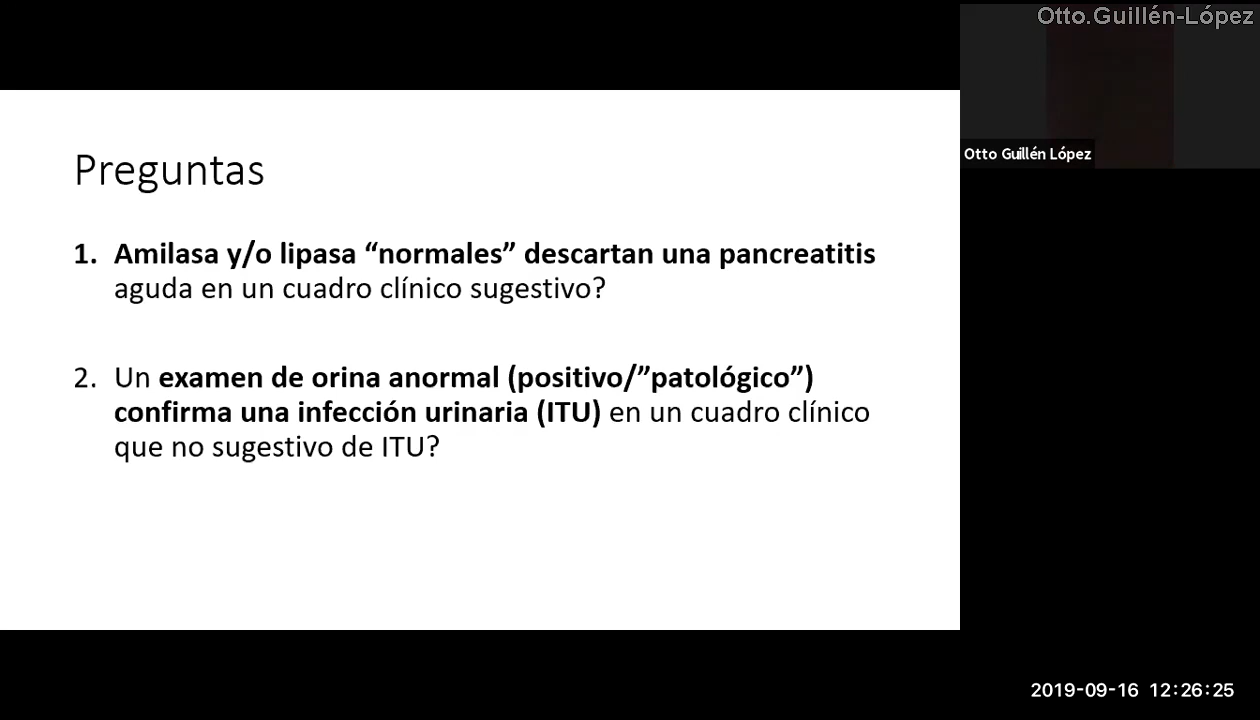 Otto.Guillén-López
Otto Guillén López
Preguntas
1. Amilasa y/o lipasa “normales” descartan una pancreatitis
aguda en un cuadro clínico sugestivo?
2. Un examen de orina anormal (positivo/”patológico”)
confirma una infección urinaria (ITU) en un cuadro clínico
que no sugestivo de ITU?
2019-09-16 12:26:25